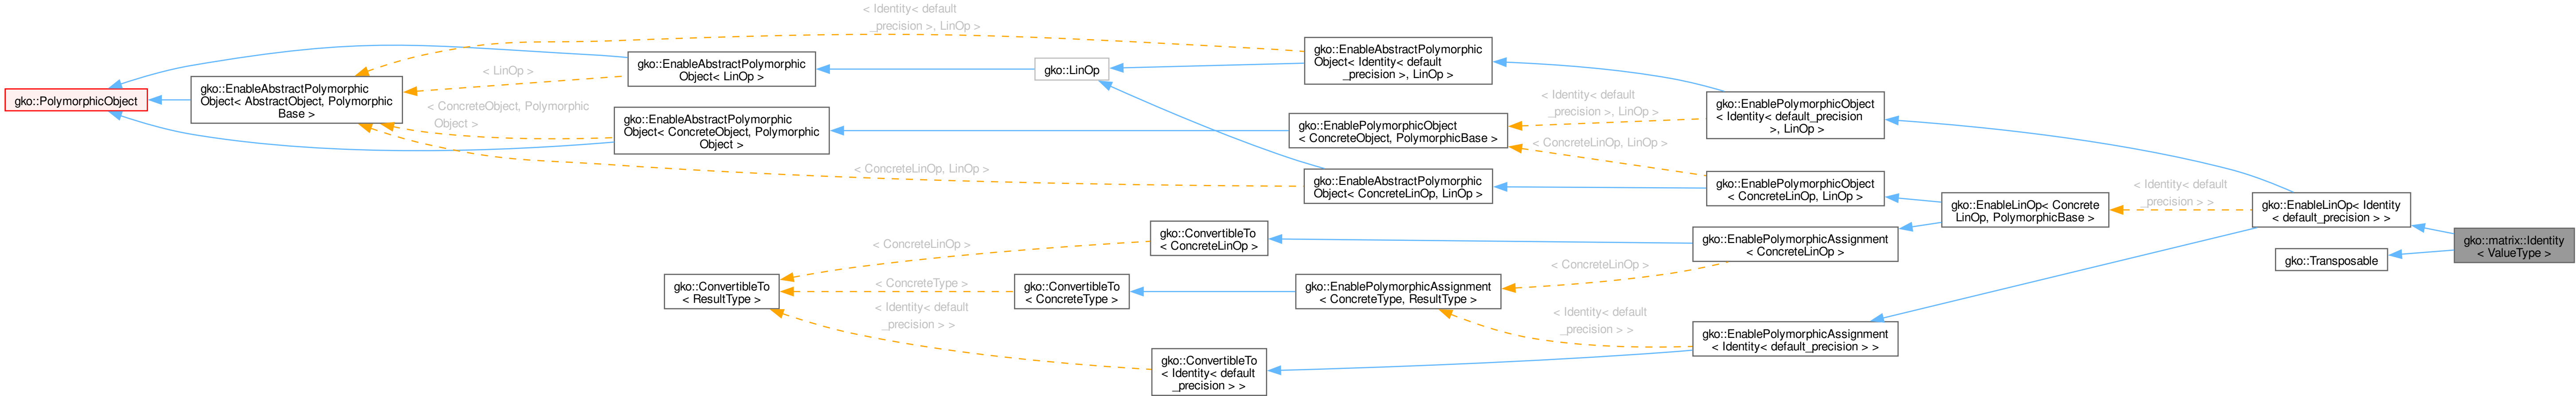 gko::PolymorphicObject
gko::EnableAbstractPolymorphic
Object< AbstractObject, Polymorphic
Base >
< Identity< default
_precision >, LinOp >
< LinOp >
< ConcreteObject, Polymorphic
Object >
gko::EnableAbstractPolymorphic
Object< LinOp >
gko::EnableAbstractPolymorphic
Object< ConcreteObject, Polymorphic
Object >
< ConcreteLinOp, LinOp >
gko::LinOp
gko::EnableAbstractPolymorphic
Object< Identity< default
_precision >, LinOp >
gko::EnablePolymorphicObject
< ConcreteObject, PolymorphicBase >
gko::EnableAbstractPolymorphic
Object< ConcreteLinOp, LinOp >
< Identity< default
_precision >, LinOp >
< ConcreteLinOp, LinOp >
gko::EnablePolymorphicObject
< Identity< default_precision
>, LinOp >
gko::EnablePolymorphicObject
< ConcreteLinOp, LinOp >
gko::EnableLinOp< Concrete
LinOp, PolymorphicBase >
< Identity< default
_precision > >
gko::EnableLinOp< Identity
< default_precision > >
gko::Transposable
gko::matrix::Identity
< ValueType >
gko::ConvertibleTo
< ResultType >
< ConcreteLinOp >
< ConcreteType >
< Identity< default
_precision > >
gko::ConvertibleTo
< ConcreteLinOp >
gko::ConvertibleTo
< ConcreteType >
gko::ConvertibleTo
< Identity< default
_precision > >
gko::EnablePolymorphicAssignment
< ConcreteType, ResultType >
< ConcreteLinOp >
< Identity< default
_precision > >
gko::EnablePolymorphicAssignment
< ConcreteLinOp >
gko::EnablePolymorphicAssignment
< Identity< default_precision > >